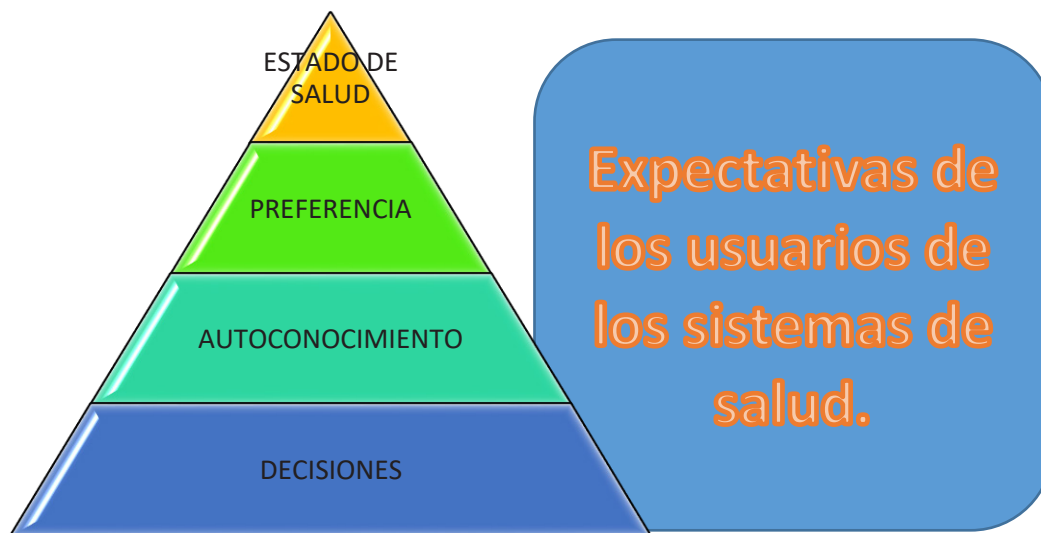 ESTADO DE
SALUD
PREFERENCIA
AUTOCONOCIMIENTO
DECISIONES
Expectativas de
los usuarios de
los sistemas de
salud.